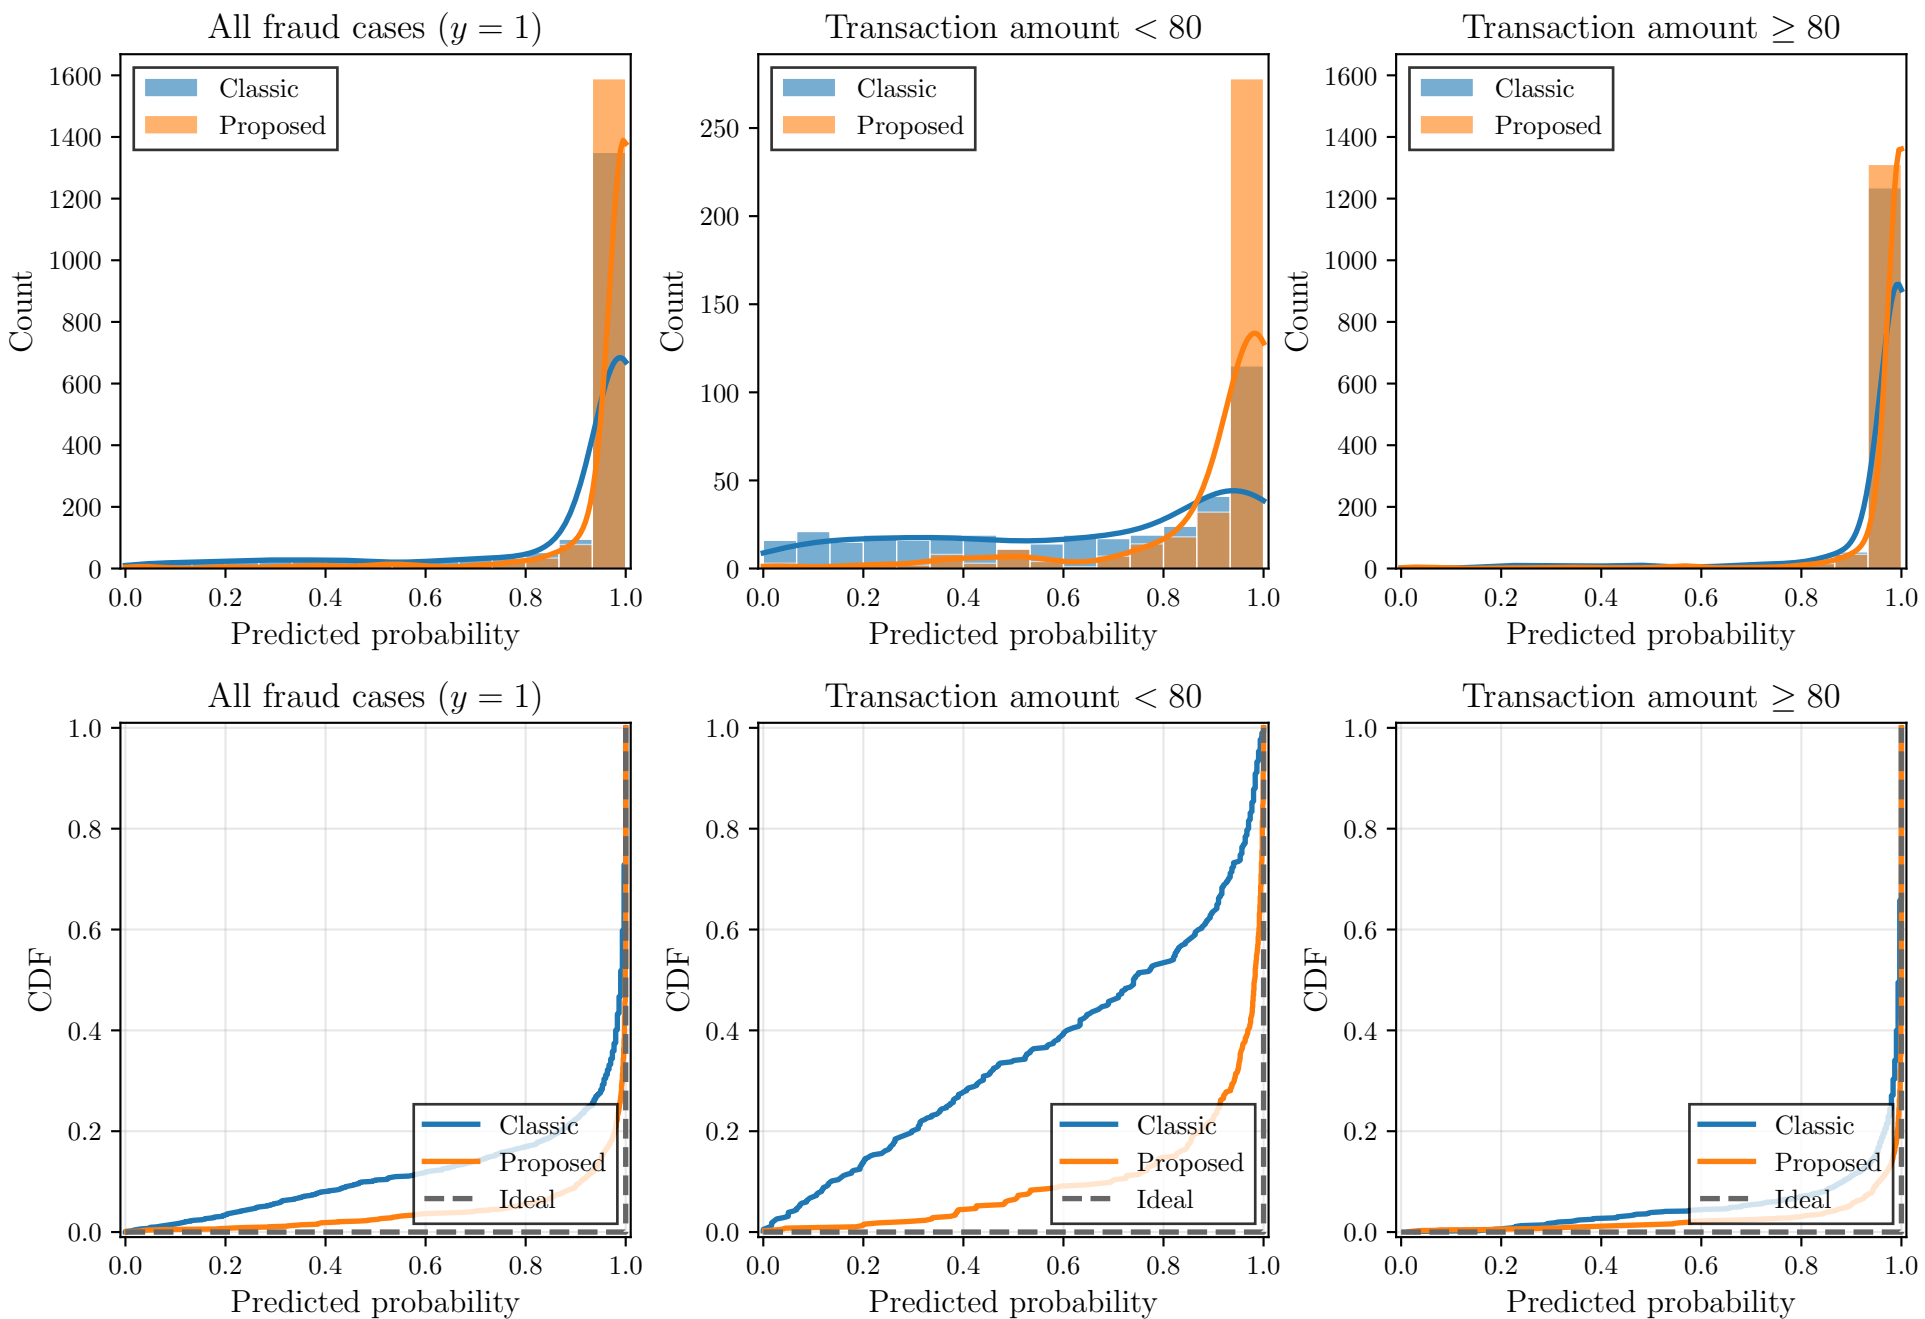 All fraud cases (y = 1)
Classic
Proposed
1600
1400
1200
1000
800
600
400
200
0
Count
0.0 0.2 0.4 0.6 0.8 1.0
Predicted probability
Transaction amount < 80
Classic
Proposed
250
200
150
100
50
0
Count
0.0 0.2 0.4 0.6 0.8 1.0
Predicted probability
Transaction amount ≥ 80
Classic
Proposed
1600
1400
1200
1000
800
600
400
200
0
Count
0.0 0.2 0.4 0.6 0.8 1.0
Predicted probability
All fraud cases (y = 1)
1.0
0.8
0.6
0.4
0.2
0.0
CDF
Classic
Proposed
Ideal
0.0 0.2 0.4 0.6 0.8 1.0
Predicted probability
Transaction amount < 80
1.0
0.8
0.6
0.4
0.2
0.0
CDF
Classic
Proposed
Ideal
0.0 0.2 0.4 0.6 0.8 1.0
Predicted probability
Transaction amount ≥ 80
1.0
0.8
0.6
0.4
0.2
0.0
CDF
Classic
Proposed
Ideal
0.0 0.2 0.4 0.6 0.8 1.0
Predicted probability